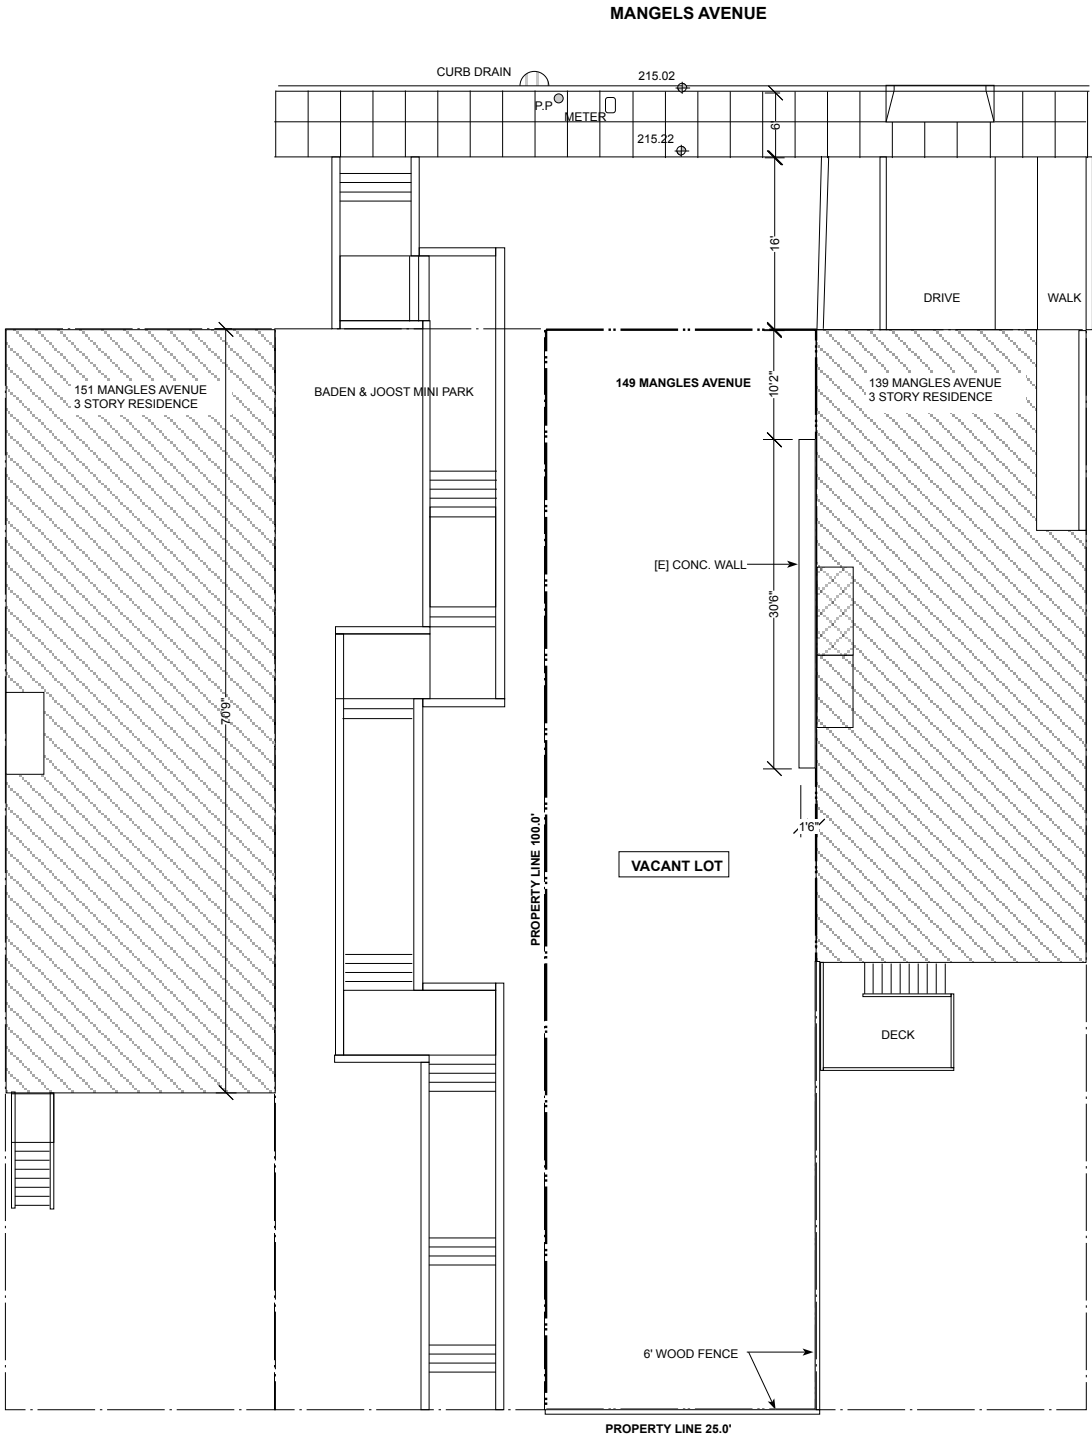 MANGELS AVENUE
CURB DRAIN
215.02
P.P
METER
6'
215.22
16"
DRIVE
WALK
151 MANGLES AVENUE
3 STORY RESIDENCE
BADEN & JOOST MINI PARK
149 MANGLES AVENUE
10'2"
139 MANGLES AVENUE
3 STORY RESIDENCE
[E] CONC. WALL
30'6"
70'9"
1'6"
PROPERTY LINE 100.0'
VACANT LOT
DECK
6' WOOD FENCE
PROPERTY LINE 25.0'